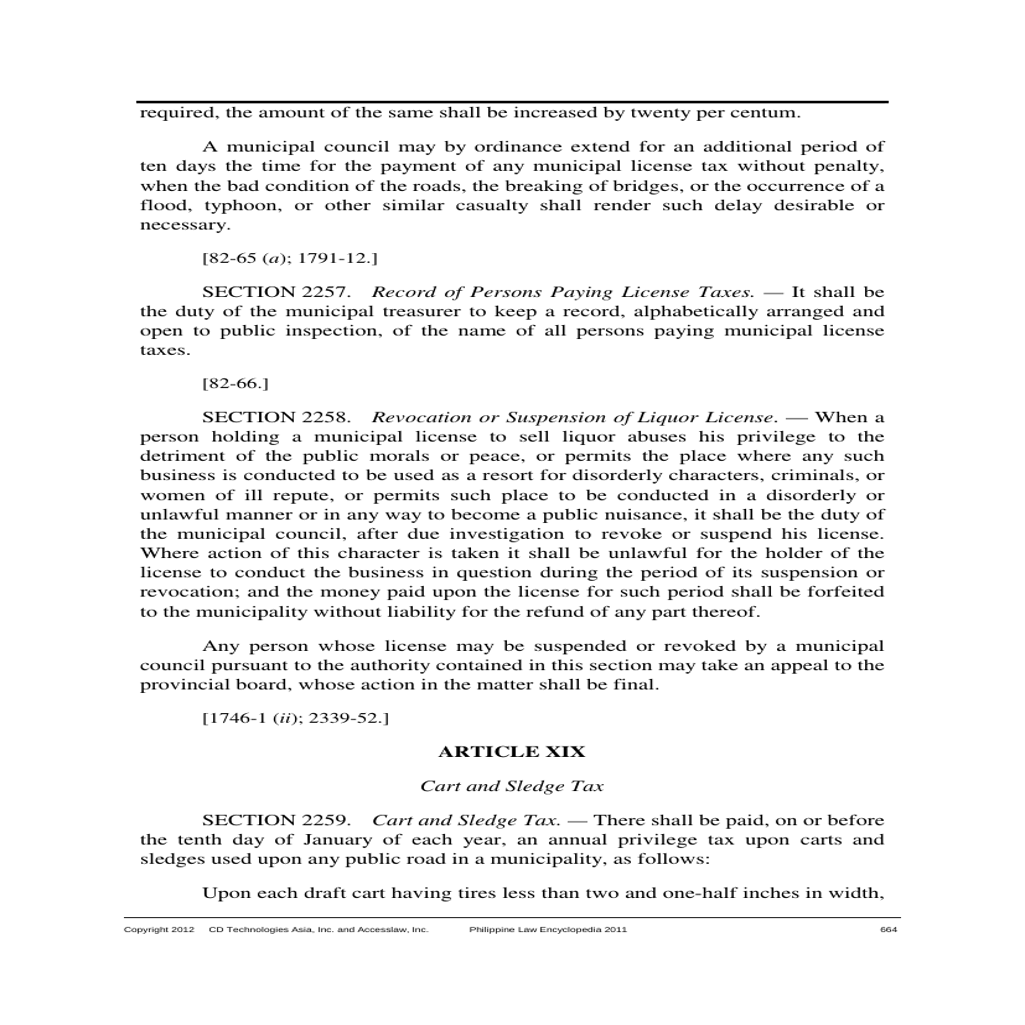 required, the amount of the same shall be increased by twenty per centum.
A municipal council may by ordinance extend for an additional period of
ten days the time for the payment of any municipal license tax without penalty,
when the bad condition of the roads, the breaking of bridges, or the occurrence of a
flood, typhoon, or other similar casualty shall render such delay desirable or
necessary.
[82-65 (a); 1791-12.]
SECTION 2257. Record of Persons Paying License Taxes. — It shall be
the duty of the municipal treasurer to keep a record, alphabetically arranged and
open to public inspection, of the name of all persons paying municipal license
taxes.
[82-66.]
SECTION 2258. Revocation or Suspension of Liquor License. — When a
person holding a municipal license to sell liquor abuses his privilege to the
detriment of the public morals or peace, or permits the place where any such
business is conducted to be used as a resort for disorderly characters, criminals, or
women of ill repute, or permits such place to be conducted in a disorderly or
unlawful manner or in any way to become a public nuisance, it shall be the duty of
the municipal council, after due investigation to revoke or suspend his license.
Where action of this character is taken it shall be unlawful for the holder of the
license to conduct the business in question during the period of its suspension or
revocation; and the money paid upon the license for such period shall be forfeited
to the municipality without liability for the refund of any part thereof.
Any person whose license may be suspended or revoked by a municipal
council pursuant to the authority contained in this section may take an appeal to the
provincial board, whose action in the matter shall be final.
[1746-1 (ii); 2339-52.]
ARTICLE XIX
Cart and Sledge Tax
SECTION 2259. Cart and Sledge Tax. — There shall be paid, on or before
the tenth day of January of each year, an annual privilege tax upon carts and
sledges used upon any public road in a municipality, as follows:
Upon each draft cart having tires less than two and one-half inches in width,
Copyright 2012 CD Technologies Asia, Inc. and Accesslaw, Inc. Philippine Law Encyclopedia 2011 664